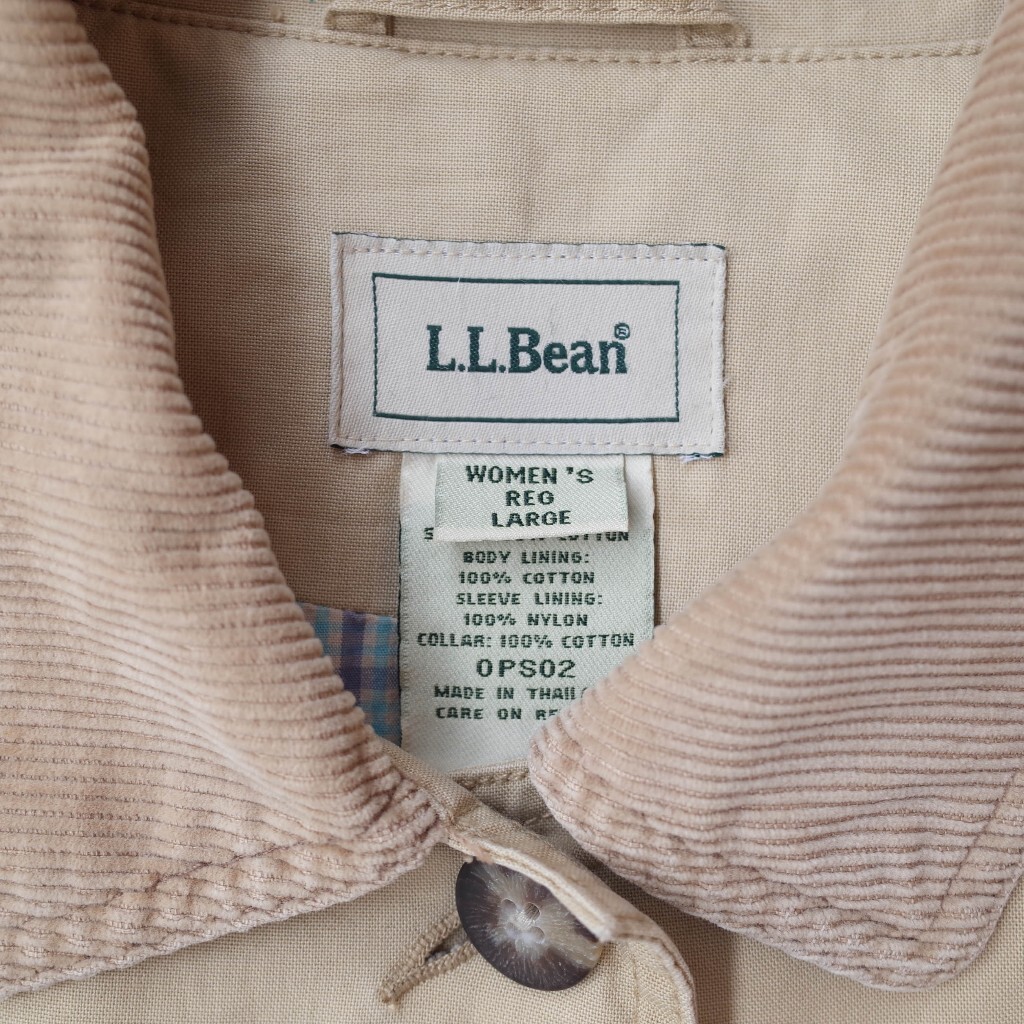 L.L.Bean®
WOMEN'S
REG
LARGE
COTTON
BODY LINING:
100% COTTON
SLEEVE LINING:
100% NYLON
COLLAR: 100% COTTON
0PS02
MADE IN
CARE ON